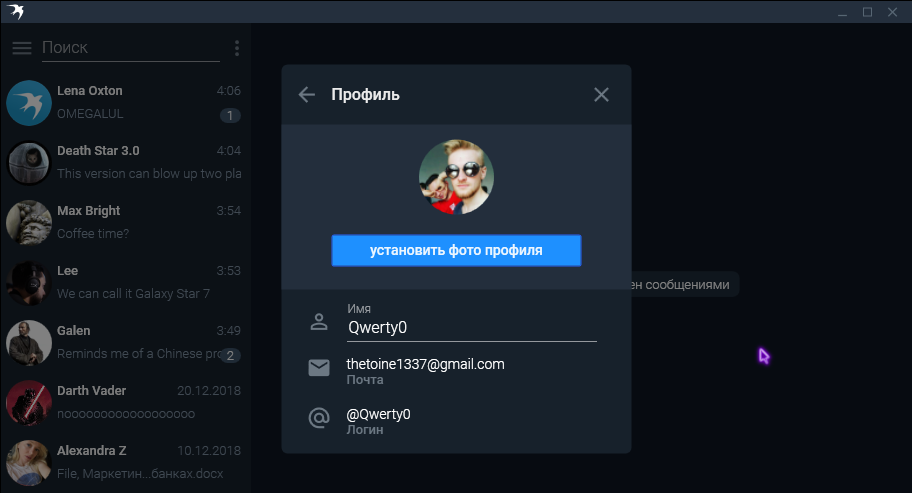 Поиск
Lena Oxton 4:06
OMEGALUL 1
Death Star 3.0 4:04
This version can blow up two pla
Max Bright 3:54
Coffee time?
Lee 3:53
We can call it Galaxy Star 7
Galen 3:49
Reminds me of a Chinese pro 2
Darth Vader 20.12.2018
noooooooooooooooooo
Alexandra Z 10.12.2018
File, Маркетин...банках.docx
Профиль
установить фото профиля
Имя
Qwerty0
thetoine1337@gmail.com
Почта
@Qwerty0
Логин
ен сообщениями